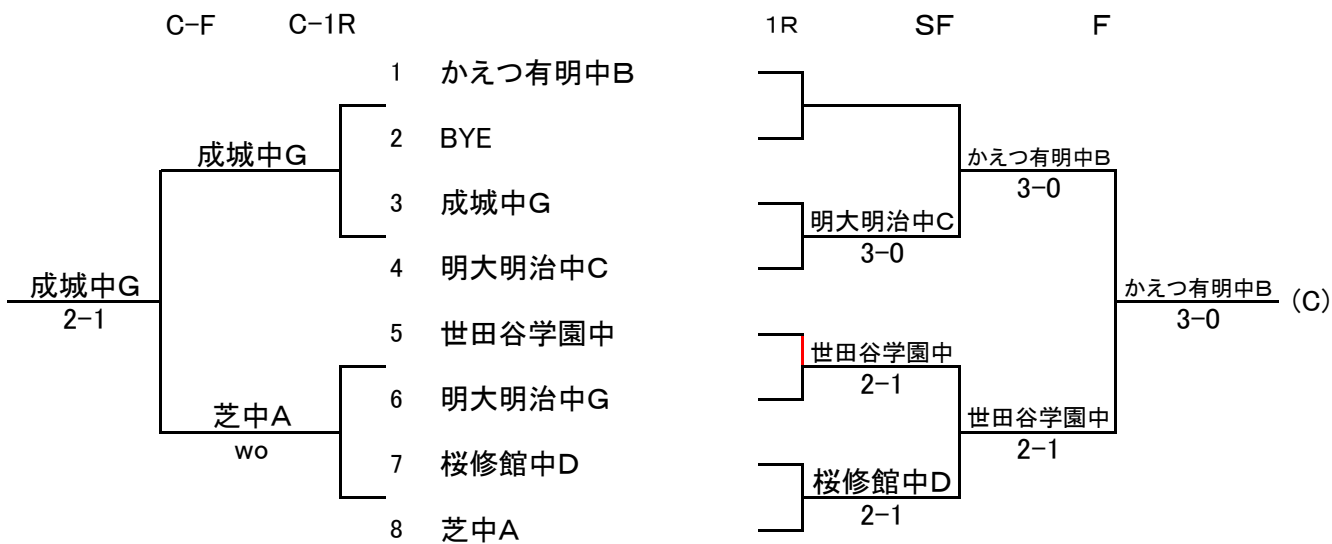 C-F C-1R 1R SF F
1 かえつ有明中B
2 BYE
成城中G
かえつ有明中B
3-0
3 成城中G
明大明治中C
3-0
4 明大明治中C
成城中G
2-1
かえつ有明中B (C)
3-0
5 世田谷学園中
世田谷学園中
2-1
6 明大明治中G
芝中A
wo
世田谷学園中
2-1
7 桜修館中D
桜修館中D
2-1
8 芝中A